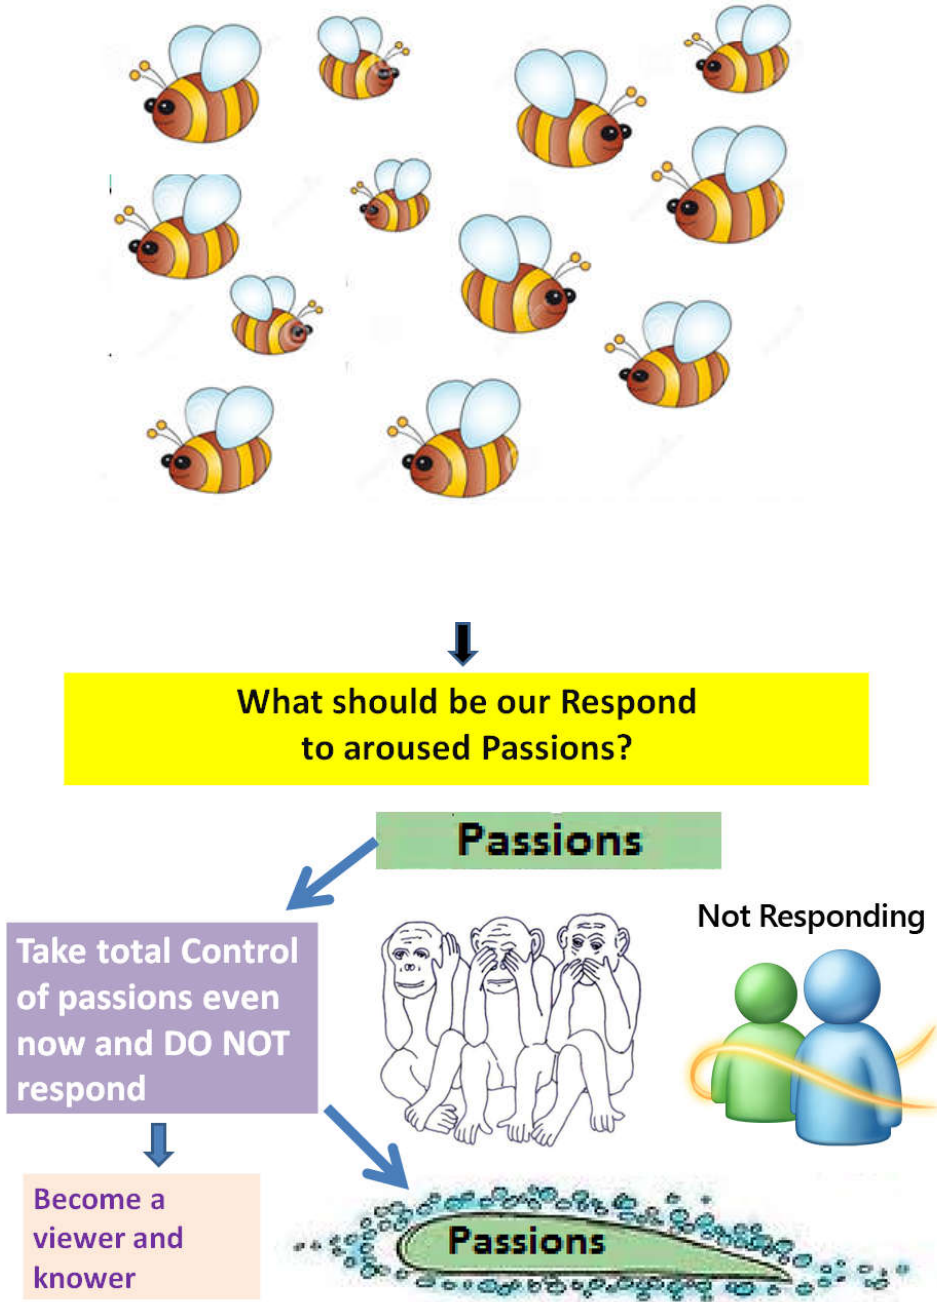 What should be our Respond
to aroused Passions?
Passions
Not Responding
Take total Control
of passions even
now and DO NOT
respond
Become a
viewer and
knower
Passions